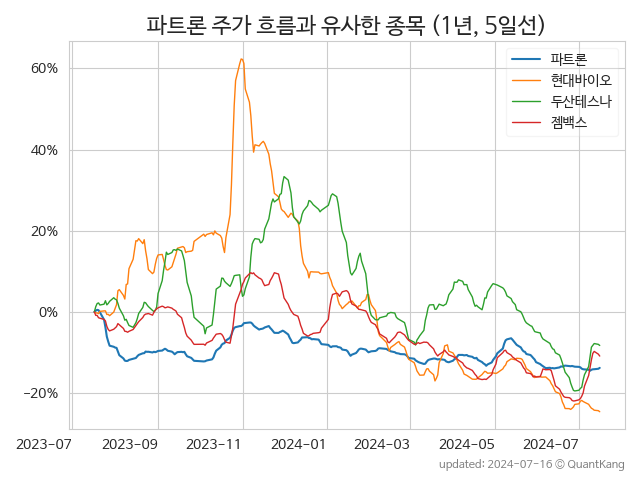 파트론 주가 흐름과 유사한 종목 (1년, 5일선)
파트론
현대바이오
두산테스나
젬백스
60%
40%
20%
0%
−20%
2023-07
2023-09
2023-11
2024-01
2024-03
2024-05
2024-07
updated: 2024-07-16 © QuantKang